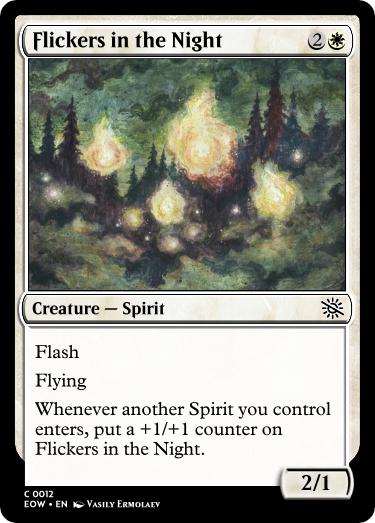 Flickers in the Night 2
Creature — Spirit
Flash
Flying
Whenever another Spirit you control
enters, put a +1/+1 counter on
Flickers in the Night.
2/1
C 0012
EOW • EN Vasily Ermolaev